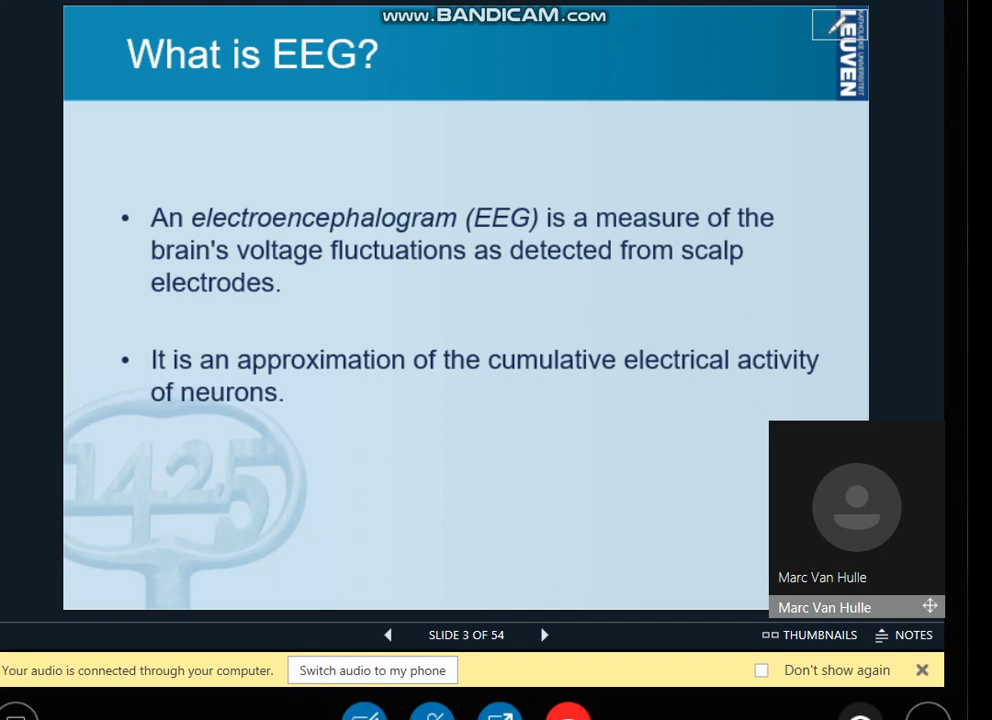 www.BANDICAM.com
What is EEG?
KATHOLIEKE UNIVERSITEIT
LEUVEN
• An electroencephalogram (EEG) is a measure of the
brain's voltage fluctuations as detected from scalp
electrodes.
• It is an approximation of the cumulative electrical activity
of neurons.
1425
Marc Van Hulle
Marc Van Hulle
SLIDE 3 OF 54
THUMBNAILS
NOTES
Your audio is connected through your computer.
Switch audio to my phone
Don't show again